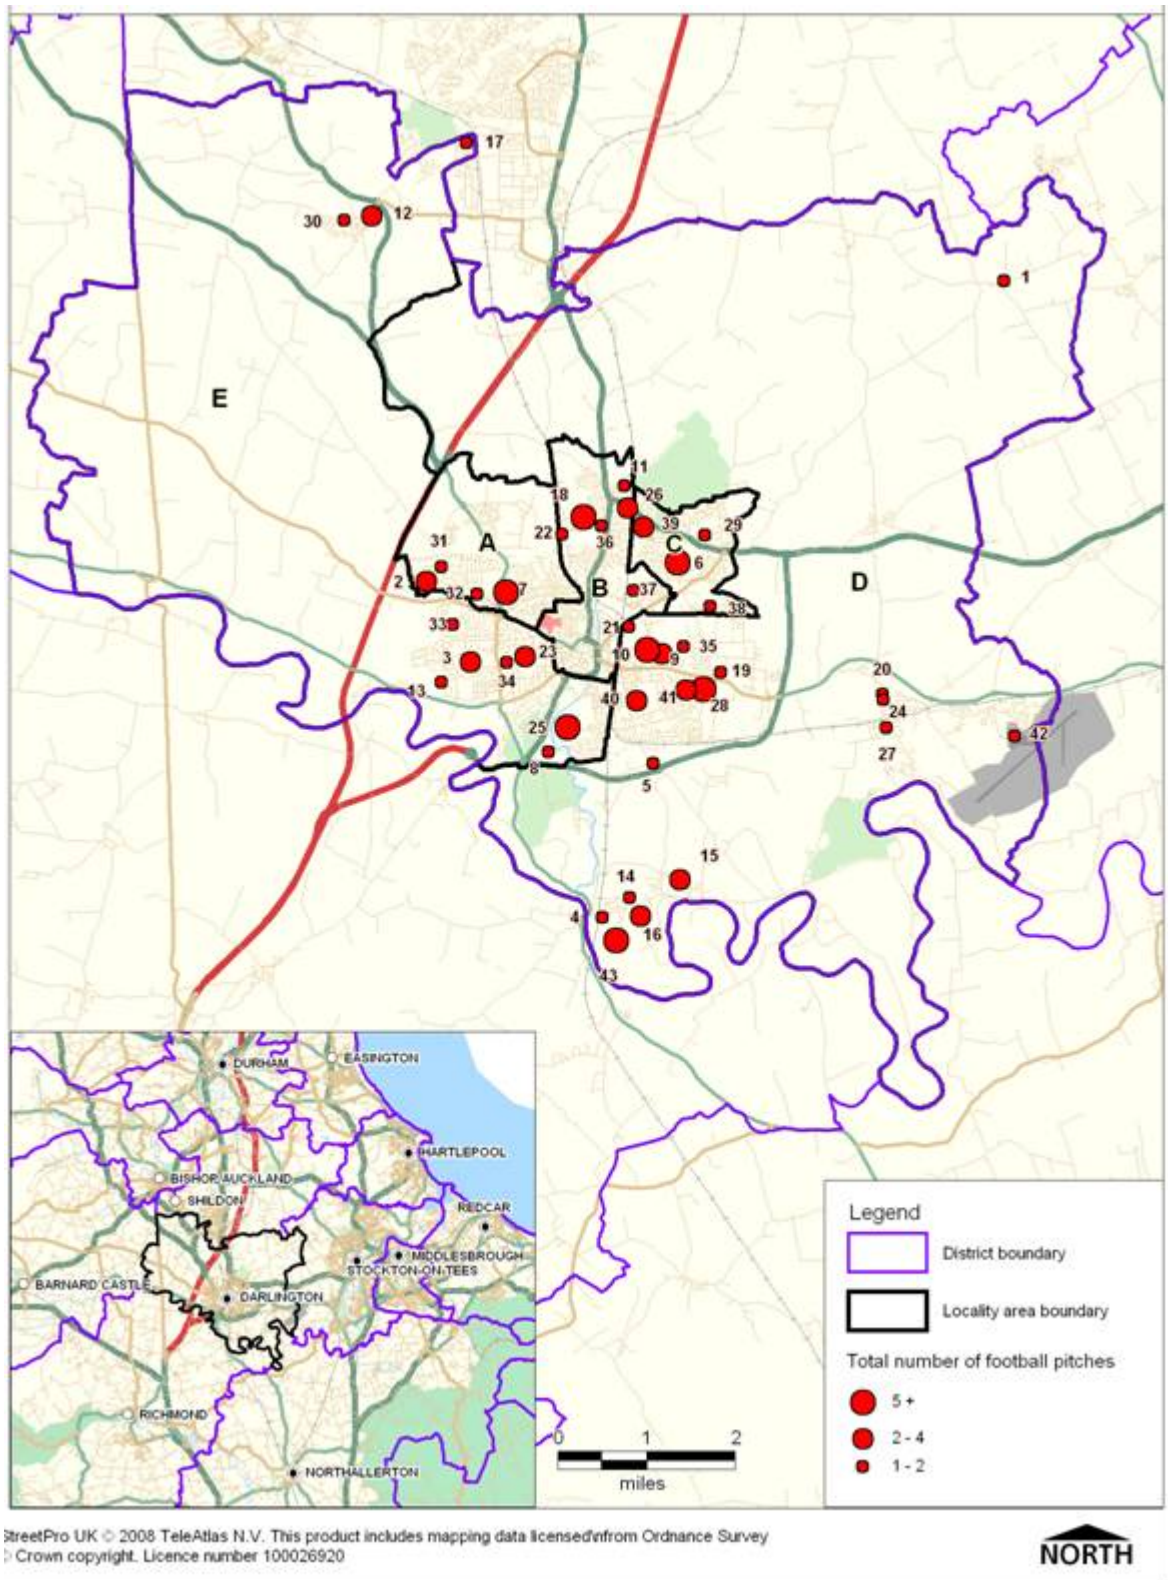 17
30
12
1
E
11
18
26
22
36
39
29
31
A
C
6
2
32
7
B
37
D
38
33
21
3
23
10
9
35
34
19
13
40
41
28
20
24
25
27
42
8
5
15
14
4
16
43
DURHAM
EASINGTON
HARTLEPOOL
BISHOP AUCKLAND
SHILDON
REDCAR
MIDDLESBROUGH
STOCKTON-ON-TEES
BARNARD CASTLE
DARLINGTON
RICHMOND
NORTHALLERTON
Legend
District boundary
Locality area boundary
Total number of football pitches
5 +
2 - 4
1 - 2
0 1 2
miles
StreetPro UK © 2008 TeleAtlas N.V. This product includes mapping data licensed\nfrom Ordnance Survey
© Crown copyright. Licence number 100026920
NORTH